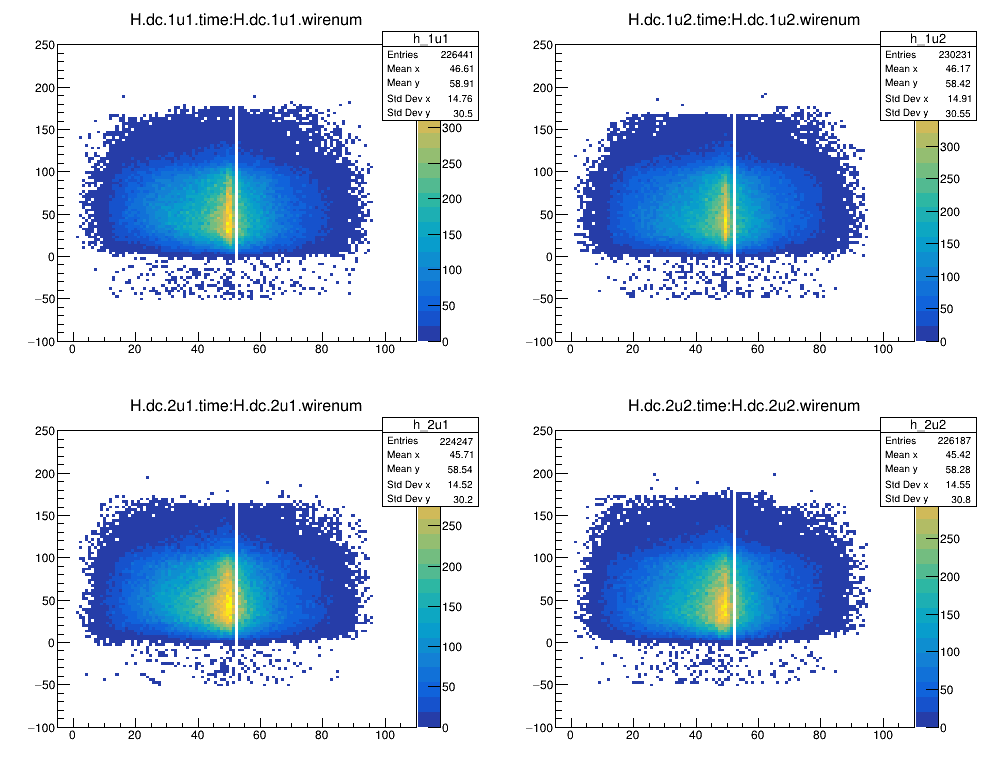 H.dc.1u1.time:H.dc.1u1.wirenum
h_1u1
Entries 226441
Mean x 46.61
Mean y 58.91
Std Dev x 14.76
Std Dev y 30.5
250
200
150
100
50
0
−50
−100
0 20 40 60 80 100
300
250
200
150
100
50
0
H.dc.1u2.time:H.dc.1u2.wirenum
h_1u2
Entries 230231
Mean x 46.17
Mean y 58.42
Std Dev x 14.91
Std Dev y 30.55
250
200
150
100
50
0
−50
−100
0 20 40 60 80 100
300
250
200
150
100
50
0
H.dc.2u1.time:H.dc.2u1.wirenum
h_2u1
Entries 224247
Mean x 45.71
Mean y 58.54
Std Dev x 14.52
Std Dev y 30.2
250
200
150
100
50
0
−50
−100
0 20 40 60 80 100
250
200
150
100
50
0
H.dc.2u2.time:H.dc.2u2.wirenum
h_2u2
Entries 226187
Mean x 45.42
Mean y 58.28
Std Dev x 14.55
Std Dev y 30.8
250
200
150
100
50
0
−50
−100
0 20 40 60 80 100
250
200
150
100
50
0